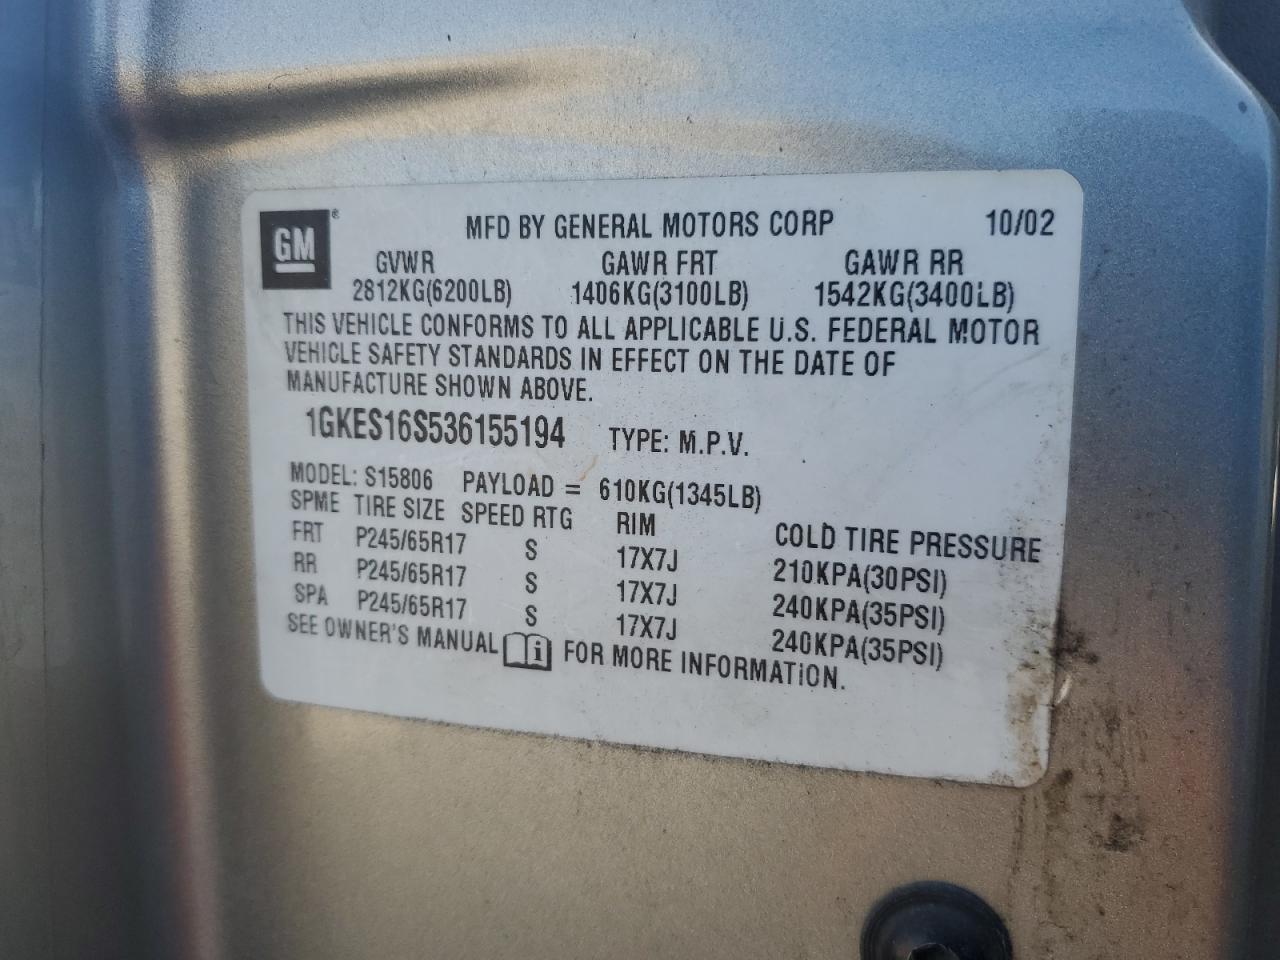 GM ® MFD BY GENERAL MOTORS CORP 10/02
GVWR GAWR FRT GAWR RR
2812KG(6200LB) 1406KG(3100LB) 1542KG(3400LB)
THIS VEHICLE CONFORMS TO ALL APPLICABLE U.S. FEDERAL MOTOR
VEHICLE SAFETY STANDARDS IN EFFECT ON THE DATE OF
MANUFACTURE SHOWN ABOVE.
1GKES16S536155194 TYPE: M.P.V.
MODEL: S15806 PAYLOAD = 610KG(1345LB)
SPME TIRE SIZE SPEED RTG RIM COLD TIRE PRESSURE
FRT P245/65R17 S 17X7J 210KPA(30PSI)
RR P245/65R17 S 17X7J 240KPA(35PSI)
SPA P245/65R17 S 17X7J 240KPA(35PSI)
SEE OWNER'S MANUAL i FOR MORE INFORMATION.